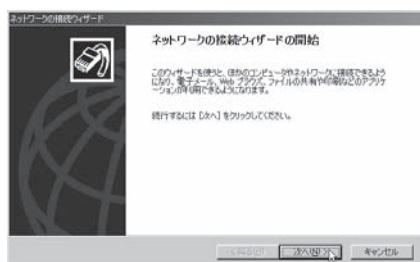 ネットワークの接続ウィザード
ネットワークの接続ウィザードの開始
このウィザードを使うと、ほかのコンピュータやネットワークに接続できるよう
になり、電子メール、Web ブラウズ、ファイルの共有や印刷などのアプリケ
ーションが利用できるようになります。
続行するには [次へ] をクリックしてください。
< 戻る(B)
次へ(N) >
キャンセル